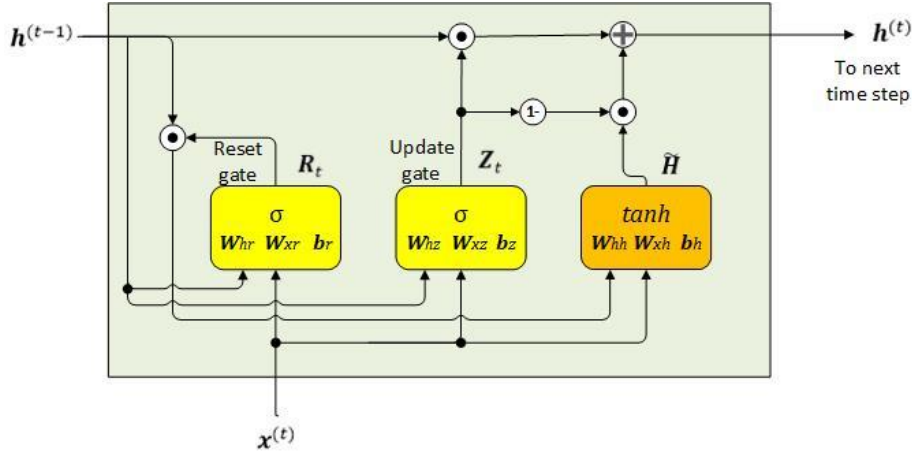 h^(t−1)
h^(t)
To next
time step
1-
Reset
gate
R_t
Update
gate
Z_t
H̃
σ
W_hr W_xr b_r
σ
W_hz W_xz b_z
tanh
W_hh W_xh b_h
x^(t)